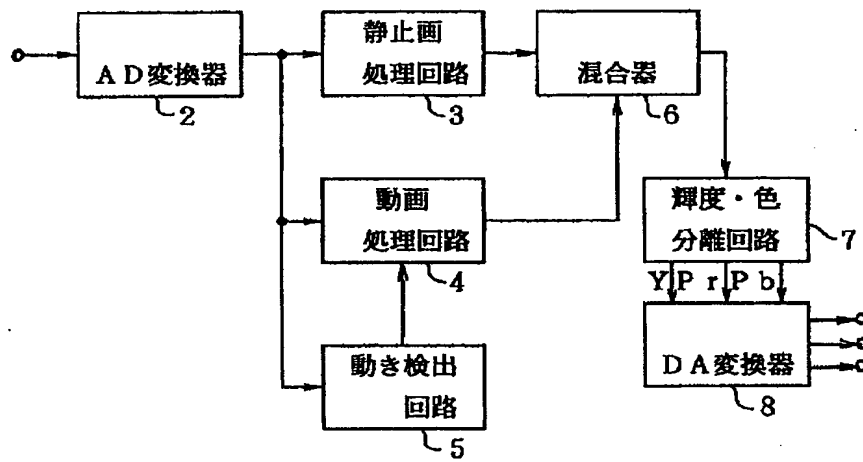 AD変換器
2
静止画
処理回路
3
混合器
6
動画
処理回路
4
輝度・色
分離回路
7
Y Pr Pb
動き検出
回路
5
DA変換器
8